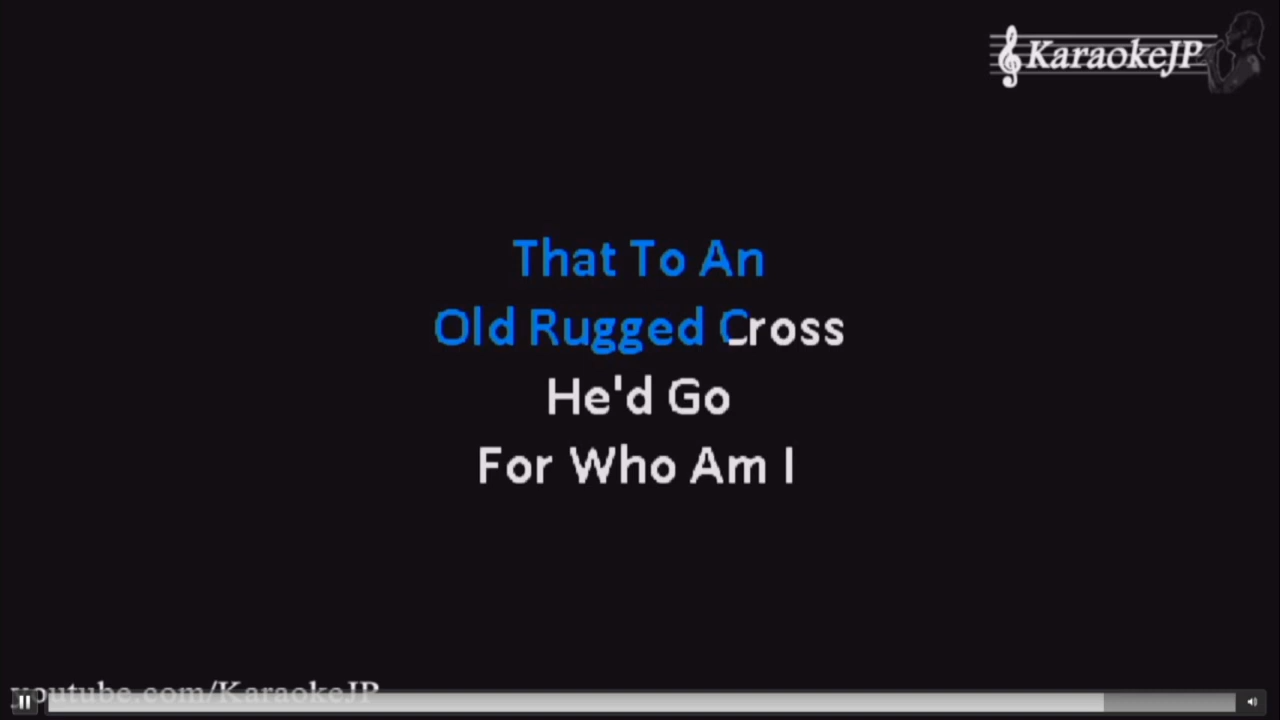 KaraokeJP
That To An
Old Rugged Cross
He'd Go
For Who Am I
youtube.com/KaraokeJP